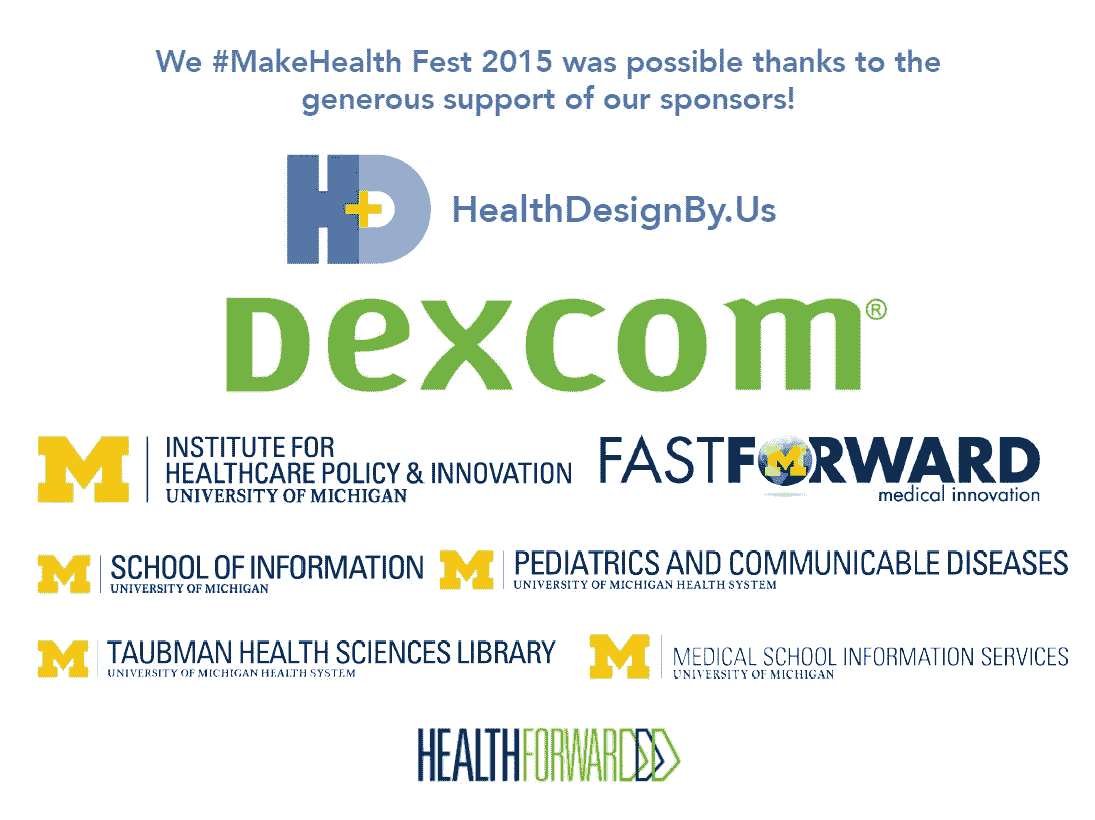 We #MakeHealth Fest 2015 was possible thanks to the
generous support of our sponsors!
HD HealthDesignBy.Us
Dexcom®
M INSTITUTE FOR
HEALTHCARE POLICY & INNOVATION
UNIVERSITY OF MICHIGAN
FASTFORWARD
medical innovation
M SCHOOL OF INFORMATION
UNIVERSITY OF MICHIGAN
M PEDIATRICS AND COMMUNICABLE DISEASES
UNIVERSITY OF MICHIGAN HEALTH SYSTEM
M TAUBMAN HEALTH SCIENCES LIBRARY
UNIVERSITY OF MICHIGAN HEALTH SYSTEM
M MEDICAL SCHOOL INFORMATION SERVICES
UNIVERSITY OF MICHIGAN
HEALTHFORWARD